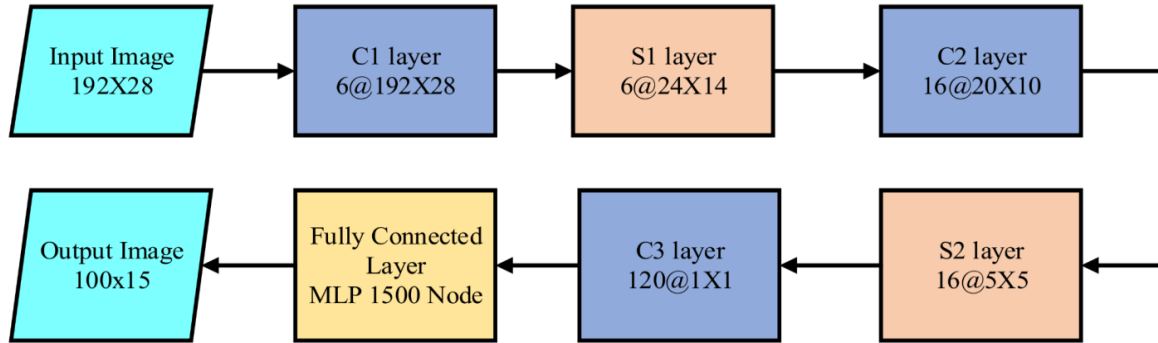 Input Image
192X28
C1 layer
6@192X28
S1 layer
6@24X14
C2 layer
16@20X10
S2 layer
16@5X5
C3 layer
120@1X1
Fully Connected
Layer
MLP 1500 Node
Output Image
100x15